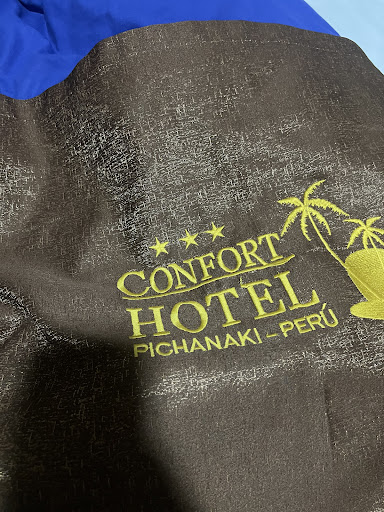 CONFORT
HOTEL
PICHANAKI - PERÚ